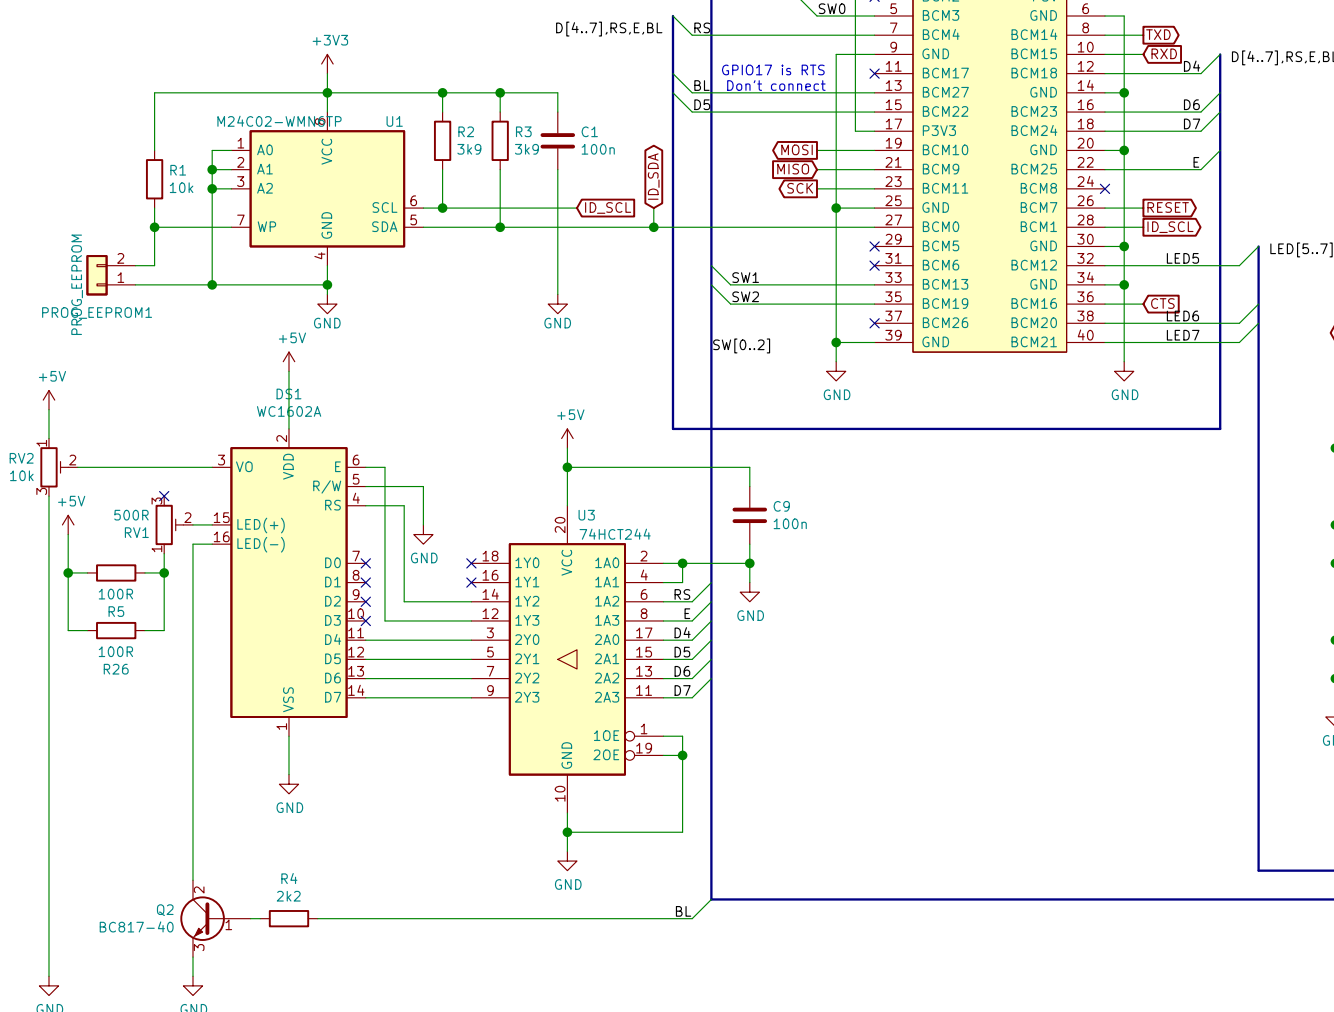 +3V3
M24C02-WMN6TP
U1
8
VCC
1 A0
2 A1
3 A2
7 WP
SCL 6
SDA 5
GND
4
GND
R1
10k
R2
3k9
R3
3k9
C1
100n
GND
ID_SCL
ID_SDA
PROG_EEPROM
2
1
PROG_EEPROM1
D[4..7],RS,E,BL
RS
BL
D5
GPIO17 is RTS
Don't connect
SW0
MOSI
MISO
SCK
SW1
SW2
SW[0..2]
5 BCM3
7 BCM4
9 GND
11 BCM17
13 BCM27
15 BCM22
17 P3V3
19 BCM10
21 BCM9
23 BCM11
25 GND
27 BCM0
29 BCM5
31 BCM6
33 BCM13
35 BCM19
37 BCM26
39 GND
GND 6
BCM14 8
BCM15 10
BCM18 12
GND 14
BCM23 16
BCM24 18
GND 20
BCM25 22
BCM8 24
BCM7 26
BCM1 28
GND 30
BCM12 32
GND 34
BCM16 36
BCM20 38
BCM21 40
TXD
RXD
D4
D6
D7
E
RESET
ID_SCL
LED5
CTS
LED6
LED7
D[4..7],RS,E,BL
LED[5..7]
GND
GND
+5V
RV2
10k
1
2
3
+5V
500R
RV1
3
2
1
100R
R5
100R
R26
+5V
DS1
WC1602A
2
VDD
3 VO
15 LED(+)
16 LED(-)
E 6
R/W 5
RS 4
D0 7
D1 8
D2 9
D3 10
D4 11
D5 12
D6 13
D7 14
VSS
1
GND
GND
+5V
U3
74HCT244
20
VCC
18 1Y0
16 1Y1
14 1Y2
12 1Y3
3 2Y0
5 2Y1
7 2Y2
9 2Y3
1A0 2
1A1 4
1A2 6
1A3 8
2A0 17
2A1 15
2A2 13
2A3 11
1OE 1
2OE 19
GND
10
GND
RS
E
D4
D5
D6
D7
C9
100n
GND
R4
2k2
BL
Q2
BC817-40
2
1
3
GND
GND